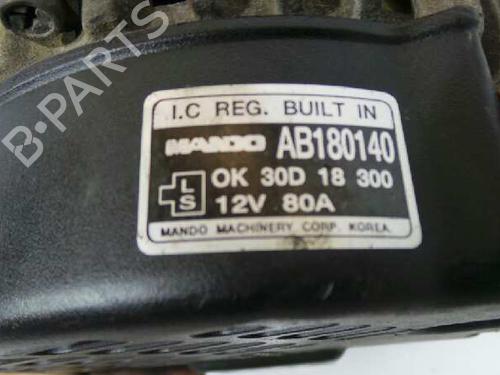 I.C REG. BUILT IN
MANDO AB180140
L S OK 30D 18 300
12V 80A
MANDO MACHINERY CORP. KOREA.
B-PARTS